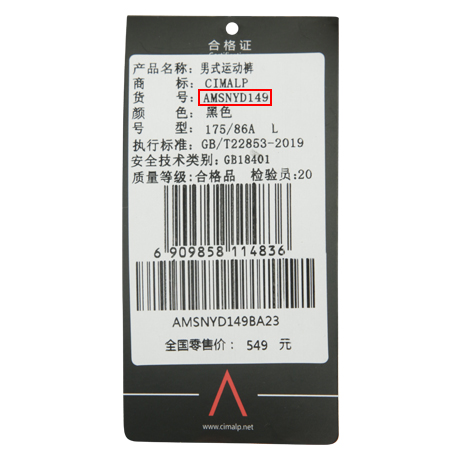 合格证
产品名称：男式运动裤
商 标：CIMALP
货 号：AMSNYD149
颜 色：黑色
号 型：175/86A L
执行标准：GB/T22853-2019
安全技术类别：GB18401
质量等级：合格品 检验员：20
6 909858 114836
AMSNYD149BA23
全国零售价： 549 元
www.cimalp.net